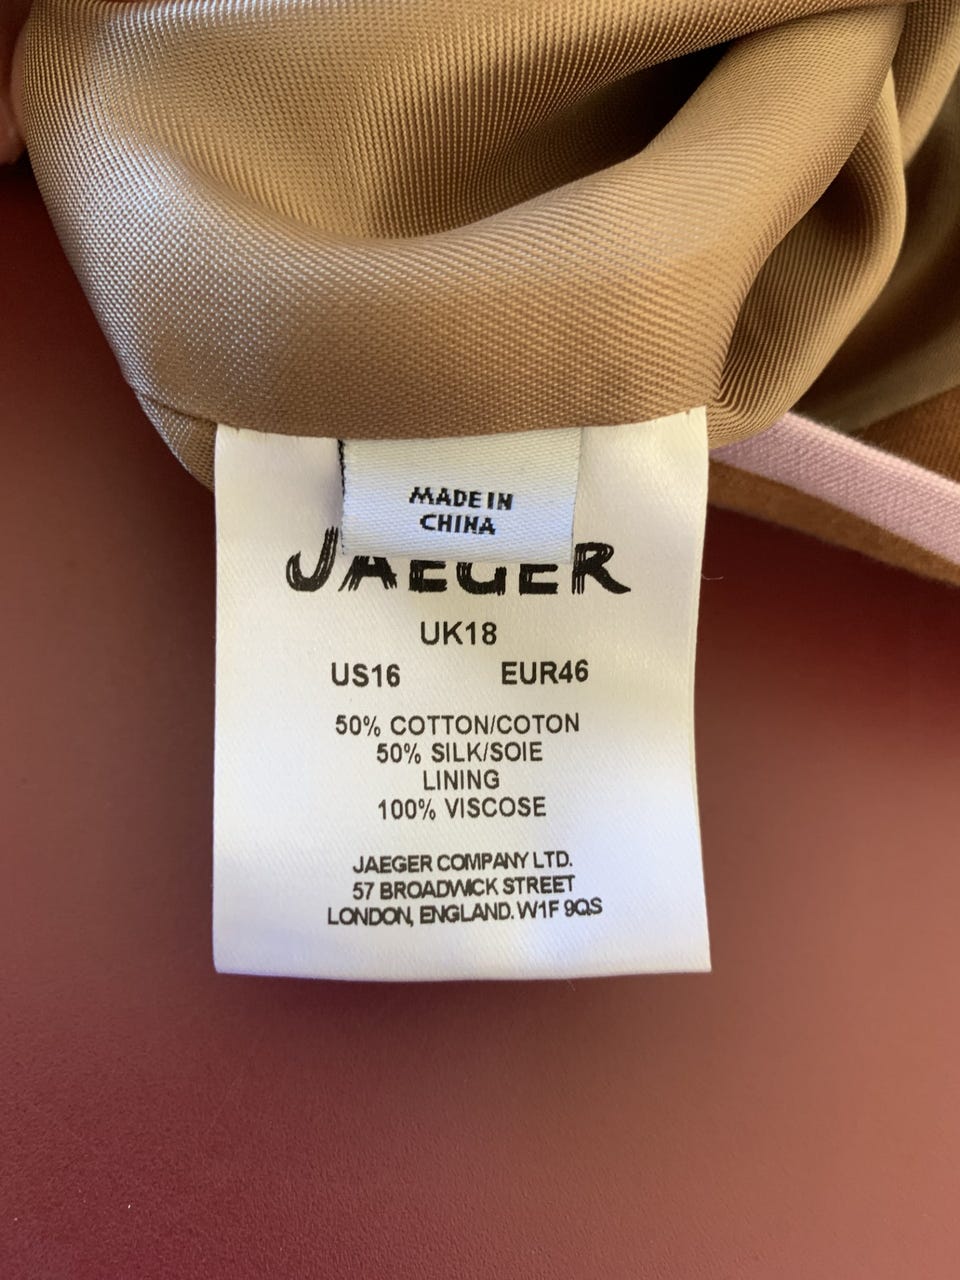 MADE IN
CHINA
JAEGER
UK18
US16 EUR46
50% COTTON/COTON
50% SILK/SOIE
LINING
100% VISCOSE
JAEGER COMPANY LTD.
57 BROADWICK STREET
LONDON, ENGLAND. W1F 9QS